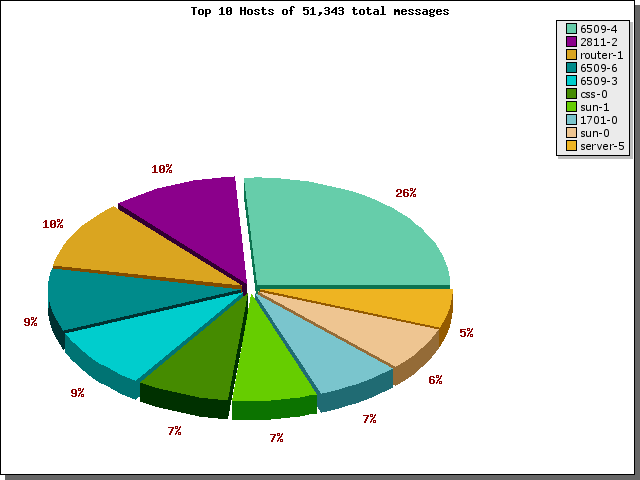 Top 10 Hosts of 51,343 total messages
6509-4
2811-2
router-1
6509-6
6509-3
css-0
sun-1
1701-0
sun-0
server-5
10%
26%
10%
9%
5%
6%
9%
7%
7%
7%